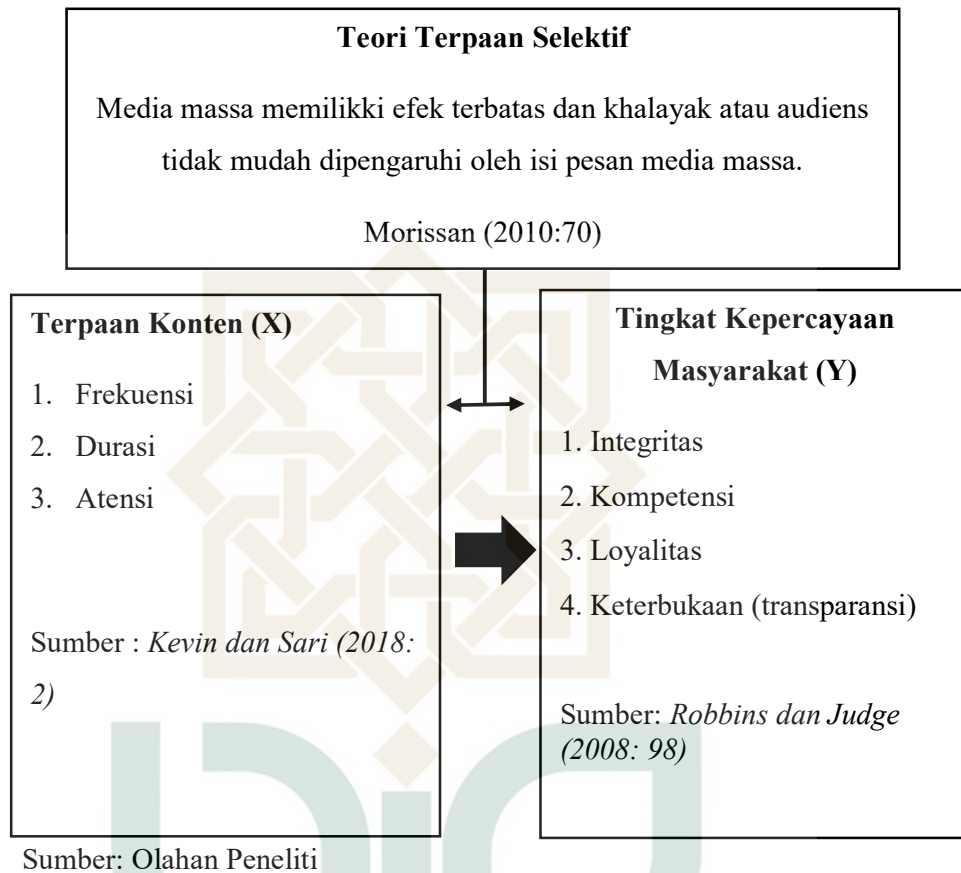 Teori Terpaan Selektif
Media massa memilikki efek terbatas dan khalayak atau audiens
tidak mudah dipengaruhi oleh isi pesan media massa.
Morissan (2010:70)
Terpaan Konten (X)
1. Frekuensi
2. Durasi
3. Atensi
Sumber : Kevin dan Sari (2018:
2)
Tingkat Kepercayaan
Masyarakat (Y)
1. Integritas
2. Kompetensi
3. Loyalitas
4. Keterbukaan (transparansi)
Sumber: Robbins dan Judge
(2008: 98)
Sumber: Olahan Peneliti